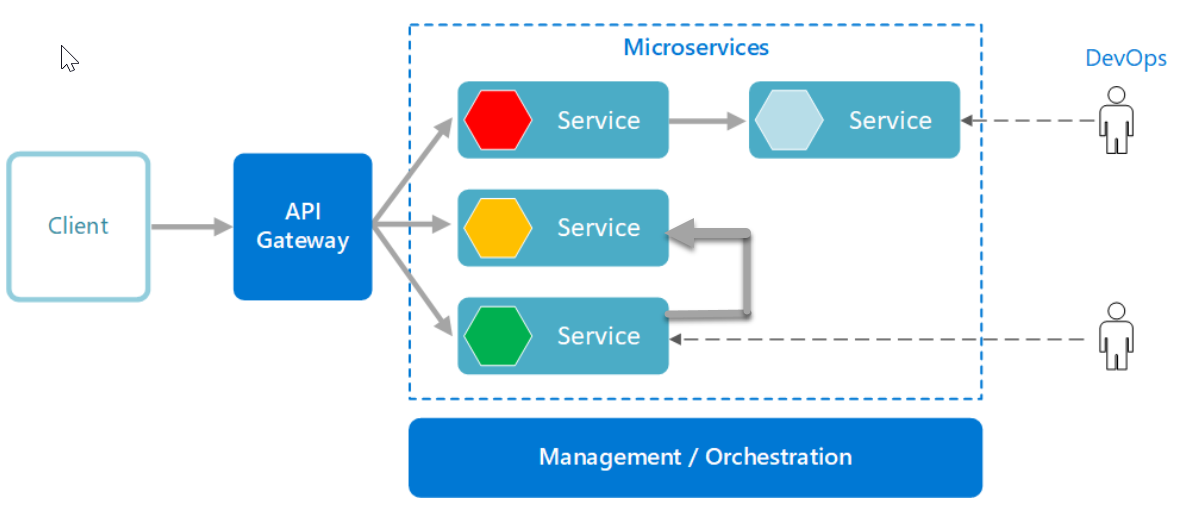 Microservices
DevOps
Service
Service
Client
API
Gateway
Service
Service
Management / Orchestration